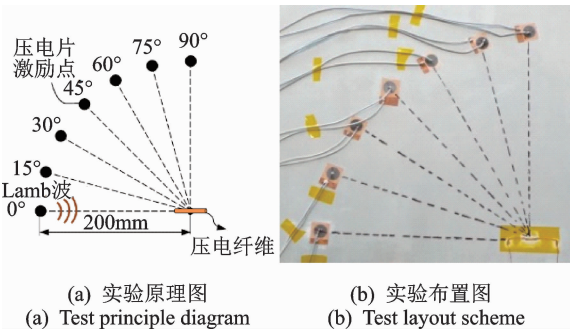 压电片
激励点
90°
75°
60°
45°
30°
15°
Lamb波
0°
200mm
压电纤维
(a) 实验原理图
(a) Test principle diagram
(b) 实验布置图
(b) Test layout scheme